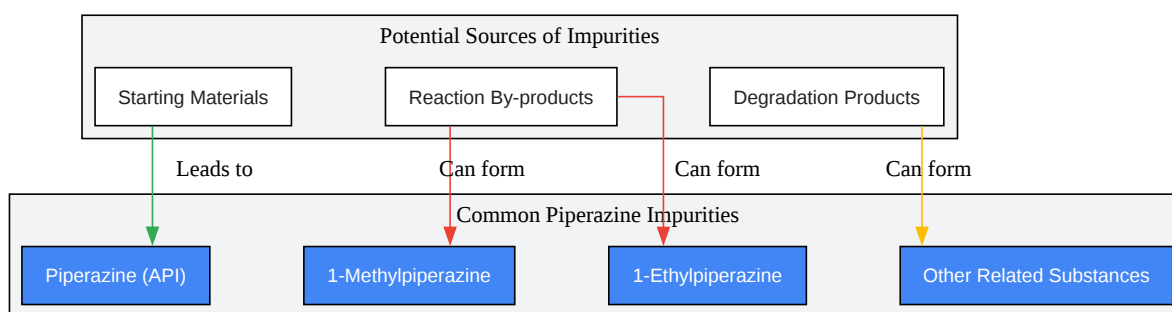 Potential Sources of Impurities
Starting Materials
Reaction By-products
Degradation Products
Leads to
Can form
Can form
Can form
Common Piperazine Impurities
Piperazine (API)
1-Methylpiperazine
1-Ethylpiperazine
Other Related Substances